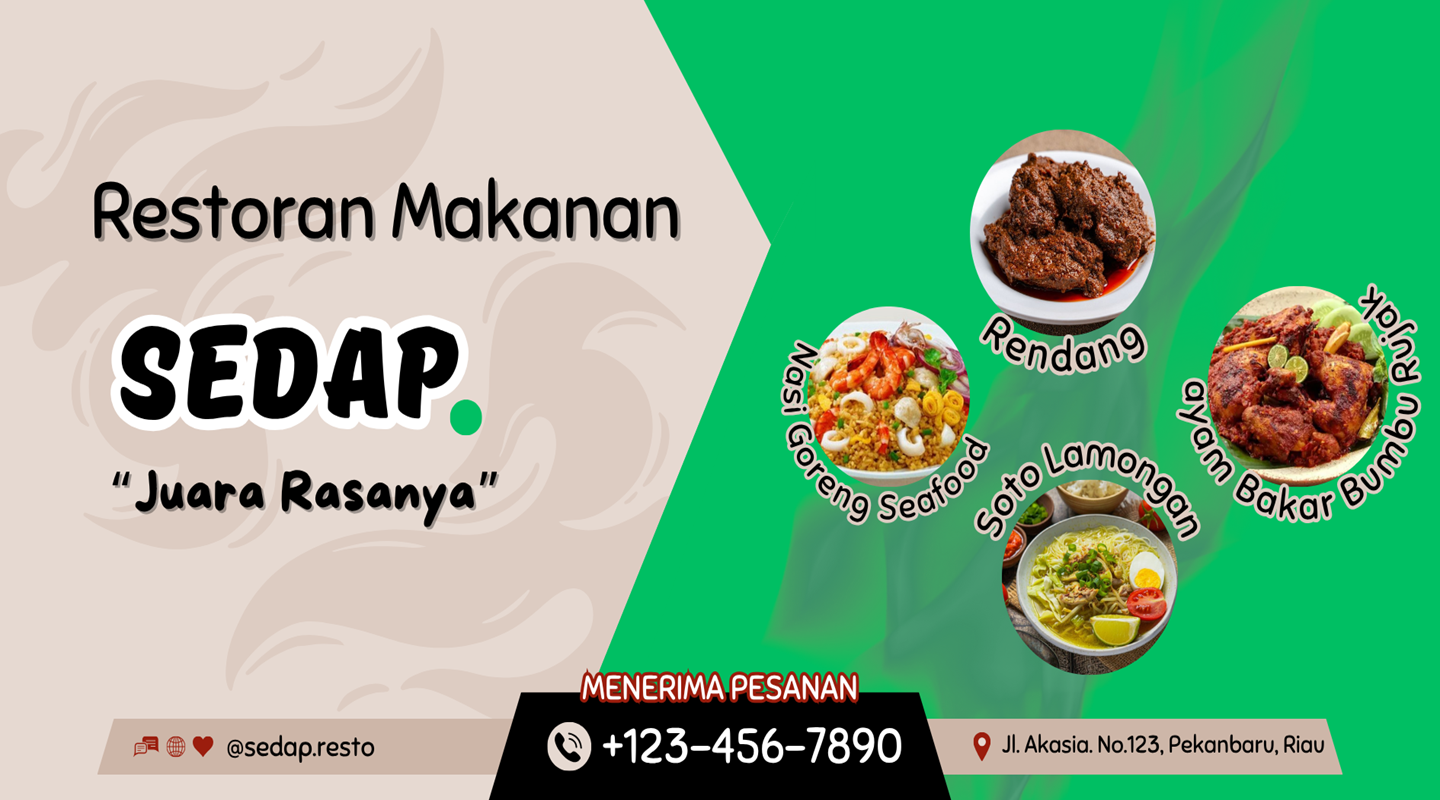 Restoran Makanan
SEDAP.
“Juara Rasanya”
Rendang
Nasi Goreng Seafood
ayam Bakar Bumbu Rujak
Soto Lamongan
MENERIMA PESANAN
@sedap.resto
+123-456-7890
Jl. Akasia. No.123, Pekanbaru, Riau